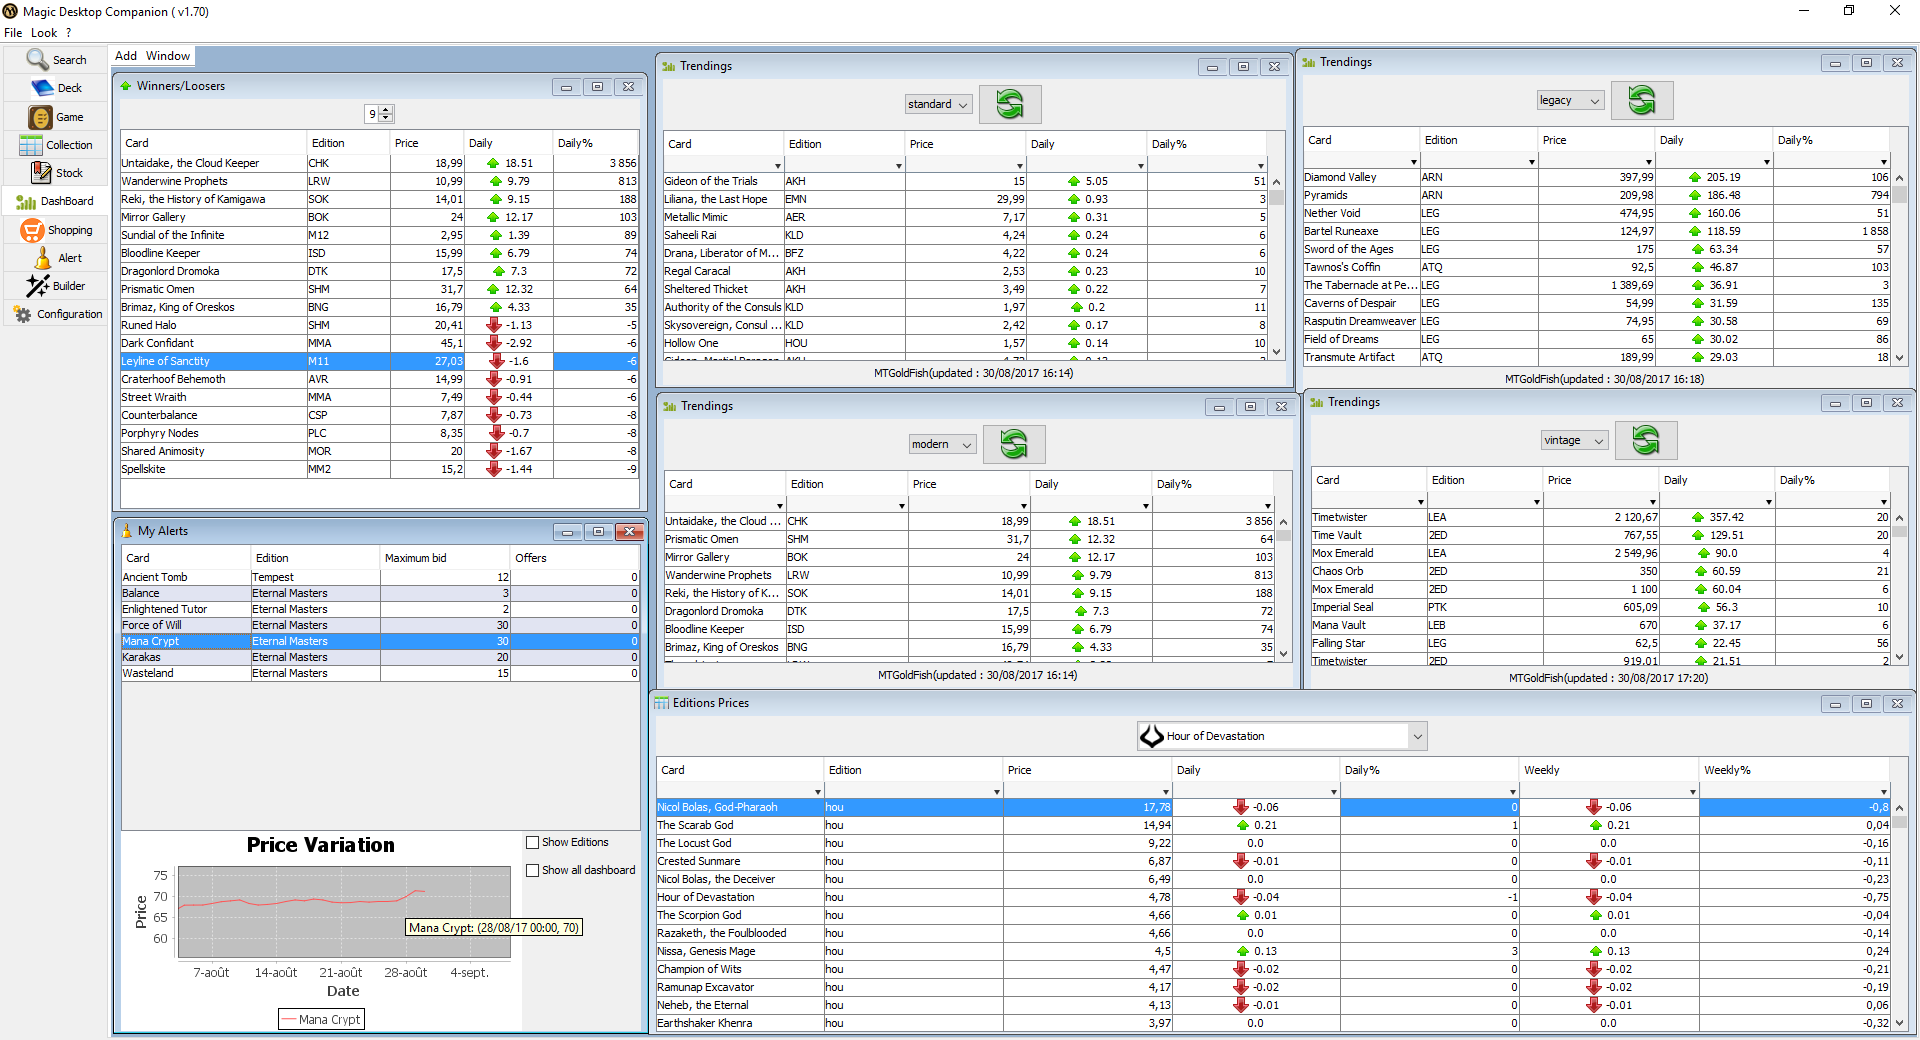 Magic Desktop Companion ( v1.70)
File Look ?
Search
Deck
Game
Collection
Stock
DashBoard
Shopping
Alert
Builder
Configuration
Add Window
Winners/Loosers
9
Card Edition Price Daily Daily%
Untaidake, the Cloud Keeper CHK 18,99 18.51 3 856
Wanderwine Prophets LRW 10,99 9.79 813
Reki, the History of Kamigawa SOK 14,01 9.15 188
Mirror Gallery BOK 24 12.17 103
Sundial of the Infinite M12 2,95 1.39 89
Bloodline Keeper ISD 15,99 6.79 74
Dragonlord Dromoka DTK 17,5 7.3 72
Prismatic Omen SHM 31,7 12.32 64
Brimaz, King of Oreskos BNG 16,79 4.33 35
Runed Halo SHM 20,41 -1.13 -5
Dark Confidant MMA 45,1 -2.92 -6
Leyline of Sanctity M11 27,03 -1.6 -6
Craterhoof Behemoth AVR 14,99 -0.91 -6
Street Wraith MMA 7,49 -0.44 -6
Counterbalance CSP 7,87 -0.73 -8
Porphyry Nodes PLC 8,35 -0.7 -8
Shared Animosity MOR 20 -1.67 -8
Spellskite MM2 15,2 -1.44 -9
Trendings
standard
Card Edition Price Daily Daily%
Gideon of the Trials AKH 15 5.05 51
Liliana, the Last Hope EMN 29,99 0.93 3
Metallic Mimic AER 7,17 0.31 5
Saheeli Rai KLD 4,24 0.24 6
Drana, Liberator of M... BFZ 4,22 0.24 6
Regal Caracal AKH 2,53 0.23 10
Sheltered Thicket AKH 3,49 0.22 7
Authority of the Consuls KLD 1,97 0.2 11
Skysovereign, Consul ... KLD 2,42 0.17 8
Hollow One HOU 1,57 0.14 10
MTGoldFish(updated : 30/08/2017 16:14)
Trendings
legacy
Card Edition Price Daily Daily%
Diamond Valley ARN 397,99 205.19 106
Pyramids ARN 209,98 186.48 794
Nether Void LEG 474,95 160.06 51
Bartel Runeaxe LEG 124,97 118.59 1 858
Sword of the Ages LEG 175 63.34 57
Tawnos's Coffin ATQ 92,5 46.87 103
The Tabernacle at Pe... LEG 1 389,69 36.91 3
Caverns of Despair LEG 54,99 31.59 135
Rasputin Dreamweaver LEG 74,95 30.58 69
Field of Dreams LEG 65 30.02 86
Transmute Artifact ATQ 189,99 29.03 18
MTGoldFish(updated : 30/08/2017 16:18)
Trendings
modern
Card Edition Price Daily Daily%
Untaidake, the Cloud ... CHK 18,99 18.51 3 856
Prismatic Omen SHM 31,7 12.32 64
Mirror Gallery BOK 24 12.17 103
Wanderwine Prophets LRW 10,99 9.79 813
Reki, the History of K... SOK 14,01 9.15 188
Dragonlord Dromoka DTK 17,5 7.3 72
Bloodline Keeper ISD 15,99 6.79 74
Brimaz, King of Oreskos BNG 16,79 4.33 35
MTGoldFish(updated : 30/08/2017 16:14)
Trendings
vintage
Card Edition Price Daily Daily%
Timetwister LEA 2 120,67 357.42 20
Time Vault 2ED 767,55 129.51 20
Mox Emerald LEA 2 549,96 90.0 4
Chaos Orb 2ED 350 60.59 21
Mox Emerald 2ED 1 100 60.04 6
Imperial Seal PTK 605,09 56.3 10
Mana Vault LEB 670 37.17 6
Falling Star LEG 62,5 22.45 56
Timetwister 2ED 919,01 21.51 2
MTGoldFish(updated : 30/08/2017 17:20)
My Alerts
Card Edition Maximum bid Offers
Ancient Tomb Tempest 12 0
Balance Eternal Masters 3 0
Enlightened Tutor Eternal Masters 2 0
Force of Will Eternal Masters 30 0
Mana Crypt Eternal Masters 30 0
Karakas Eternal Masters 20 0
Wasteland Eternal Masters 15 0
Price Variation
Show Editions
Show all dashboard
Price
75
70
65
60
Mana Crypt: (28/08/17 00:00, 70)
7-août 14-août 21-août 28-août 4-sept.
Date
Mana Crypt
Editions Prices
Hour of Devastation
Card Edition Price Daily Daily% Weekly Weekly%
Nicol Bolas, God-Pharaoh hou 17,78 -0.06 0 -0.06 -0,8
The Scarab God hou 14,94 0.21 1 0.21 0,04
The Locust God hou 9,22 0.0 0 0.0 -0,16
Crested Sunmare hou 6,87 -0.01 0 -0.01 -0,11
Nicol Bolas, the Deceiver hou 6,49 0.0 0 0.0 -0,23
Hour of Devastation hou 4,78 -0.04 -1 -0.04 -0,75
The Scorpion God hou 4,66 0.01 0 0.01 -0,04
Razaketh, the Foulblooded hou 4,66 0.0 0 0.0 -0,14
Nissa, Genesis Mage hou 4,5 0.13 3 0.13 0,24
Champion of Wits hou 4,47 -0.02 0 -0.02 -0,21
Ramunap Excavator hou 4,17 -0.02 0 -0.02 -0,19
Neheb, the Eternal hou 4,13 -0.01 0 -0.01 0,06
Earthshaker Khenra hou 3,97 0.0 0 0.0 -0,32